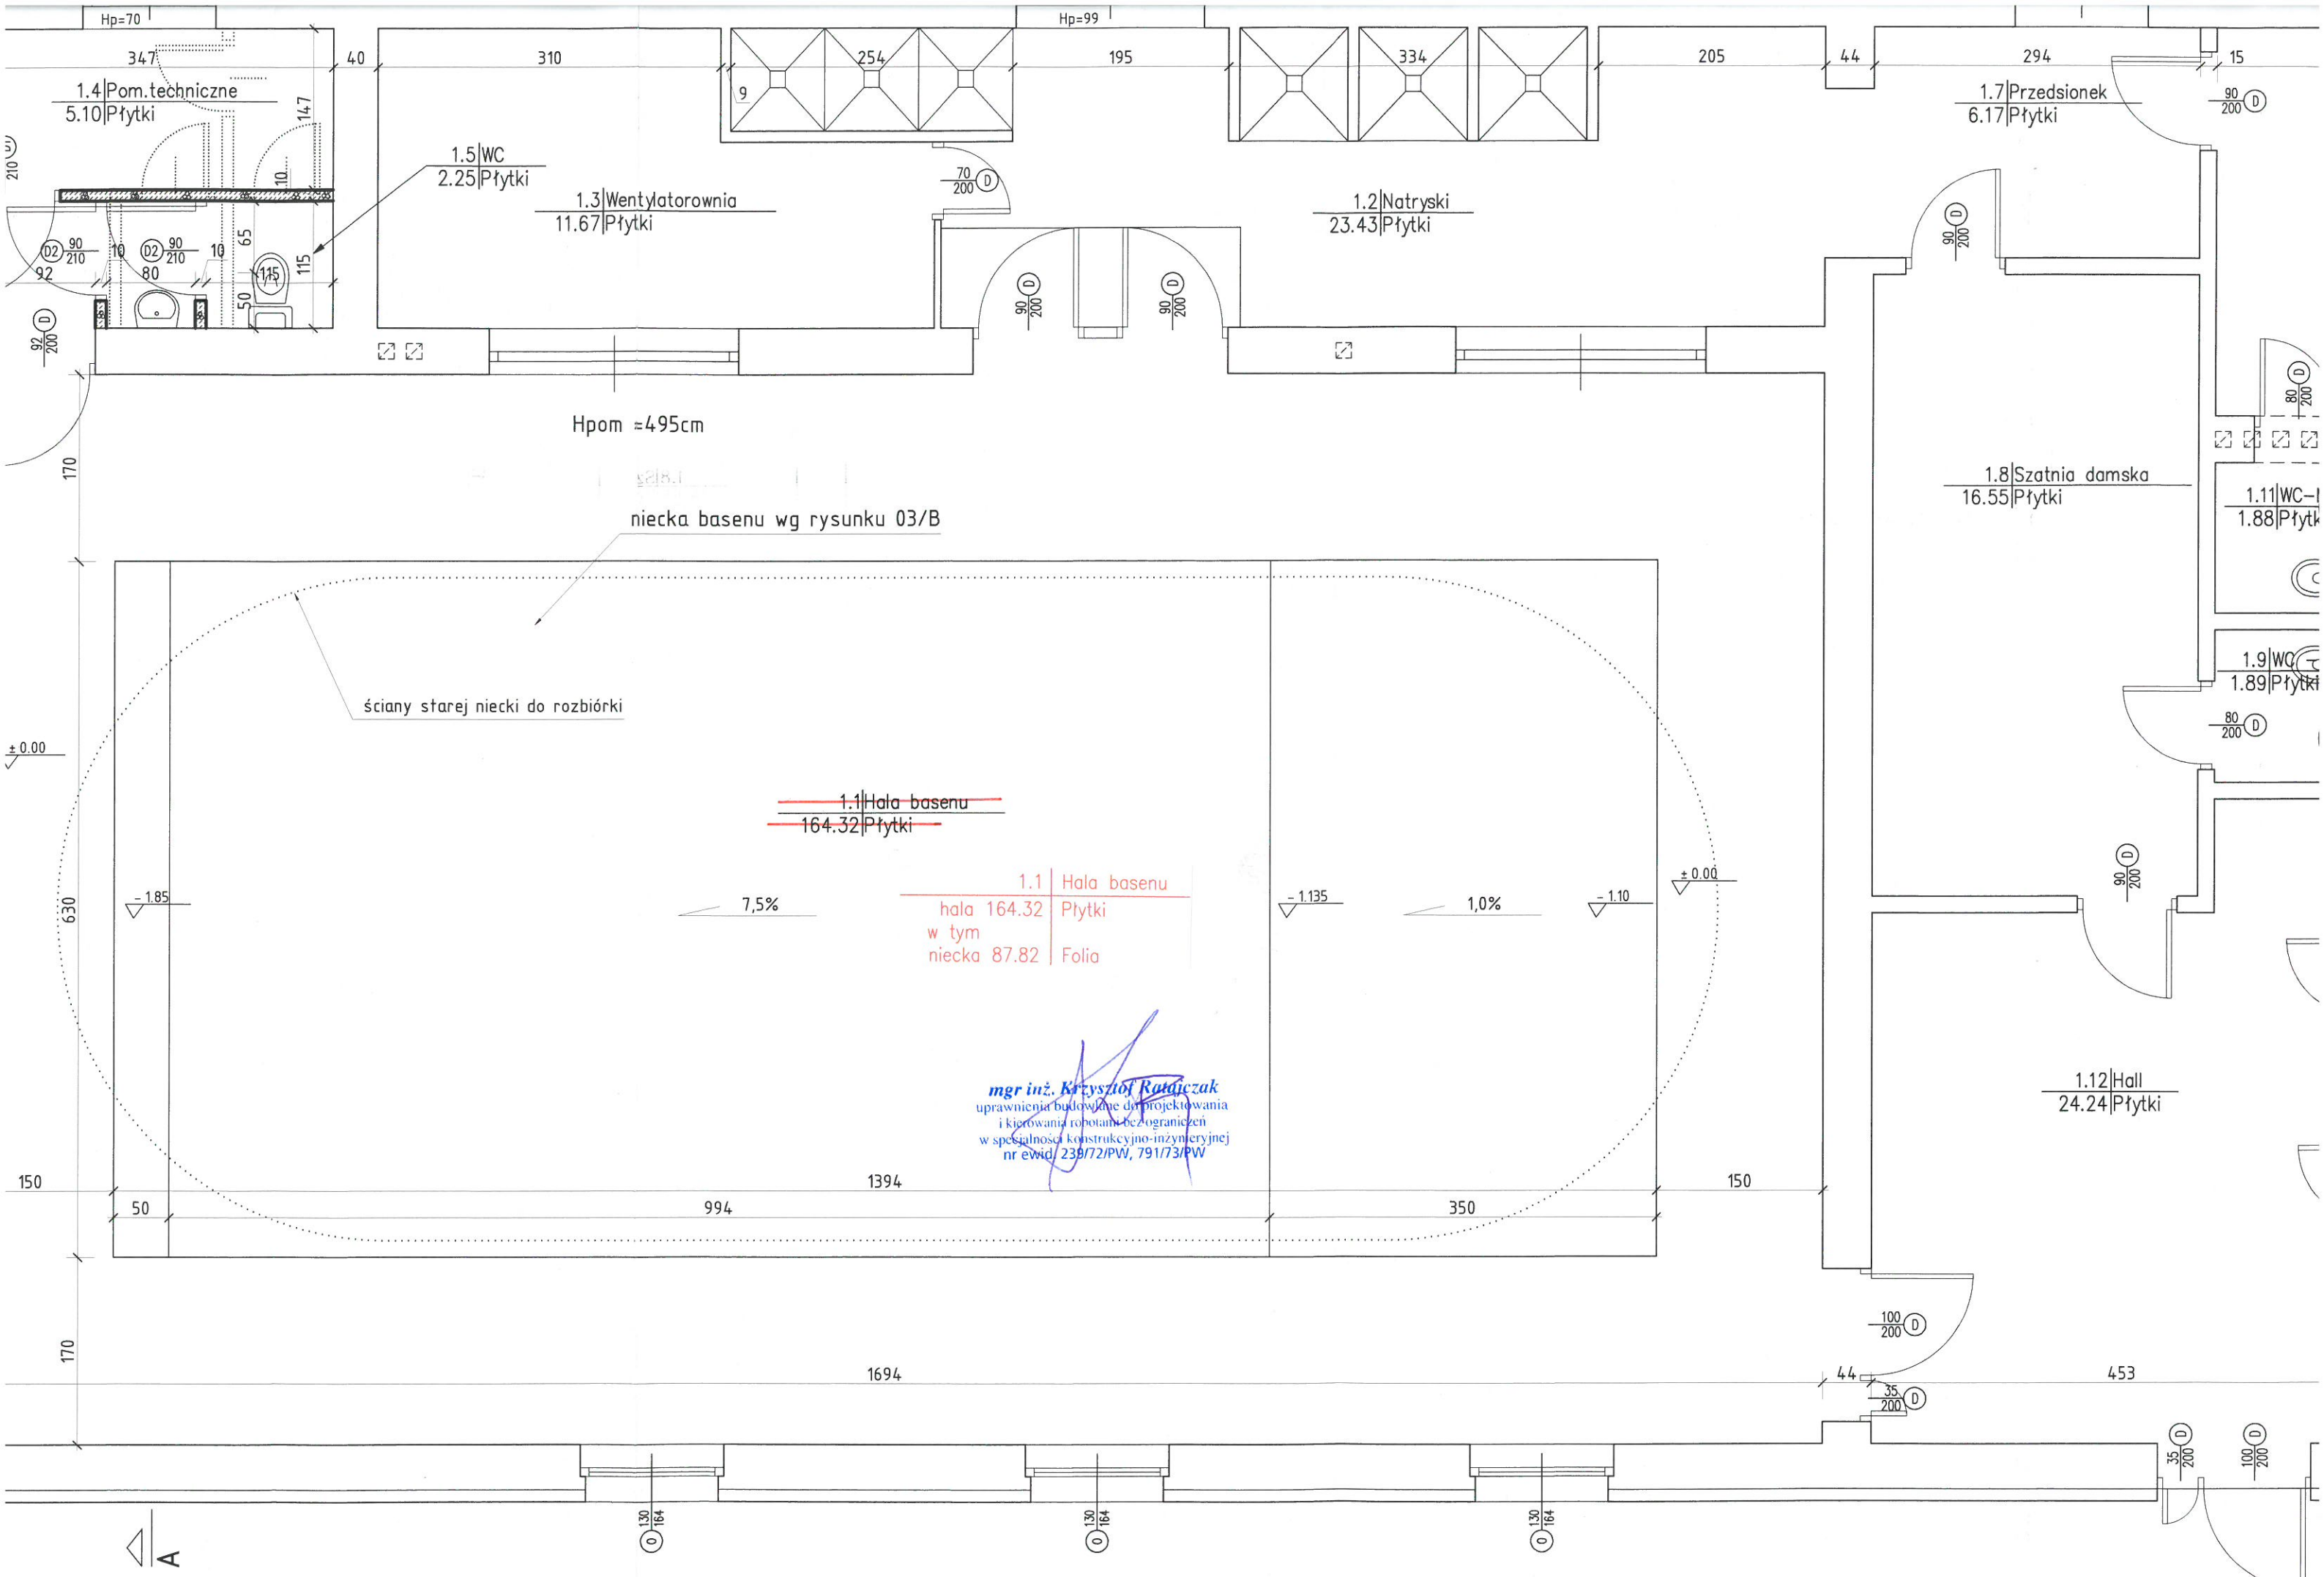 Hp=70
Hp=99
347
40
310
254
195
334
205
44
294
15
1.4 Pom.techniczne
5.10 Płytki
147
9
1.7 Przedsionek
6.17 Płytki
90
200 D
210
1.5 WC
2.25 Płytki
10
70
200 D
1.3 Wentylatorownia
11.67 Płytki
1.2 Natryski
23.43 Płytki
90
200 D
D2 90
210
10
D2 90
210
10
65
115
92
80
115
50
90
200 D
90
200 D
92
200 D
80
200 D
Hpom =495cm
170
niecka basenu wg rysunku 03/B
1.8 Szatnia damska
16.55 Płytki
1.11 WC-
1.88 Płytk
ściany starej niecki do rozbiórki
1.9 WC
1.89 Płytki
80
200 D
± 0.00
1.1 Hala basenu
164.32 Płytki
630
- 1.85
7,5%
1.1 Hala basenu
hala 164.32 Płytki
w tym
niecka 87.82 Folia
- 1.135
1,0%
- 1.10
± 0.00
90
200 D
mgr inż. Krzysztof Ratajczak
uprawnienia budowlane do projektowania
i kierowania robotami bez ograniczeń
w specjalności konstrukcyjno-inżynieryjnej
nr ewid. 239/72/PW, 791/73/PW
1.12 Hall
24.24 Płytki
150
1394
150
50
994
350
100
200 D
170
1694
44
453
35
200 D
35
200 D
100
200 D
O 130
164
O 130
164
O 130
164
A